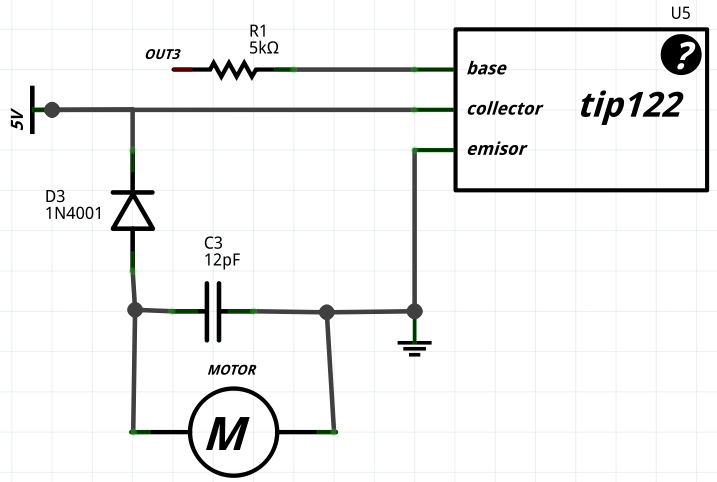 U5
R1
5kΩ
OUT3
?
base
5V
collector
tip122
emisor
D3
1N4001
C3
12pF
MOTOR
M